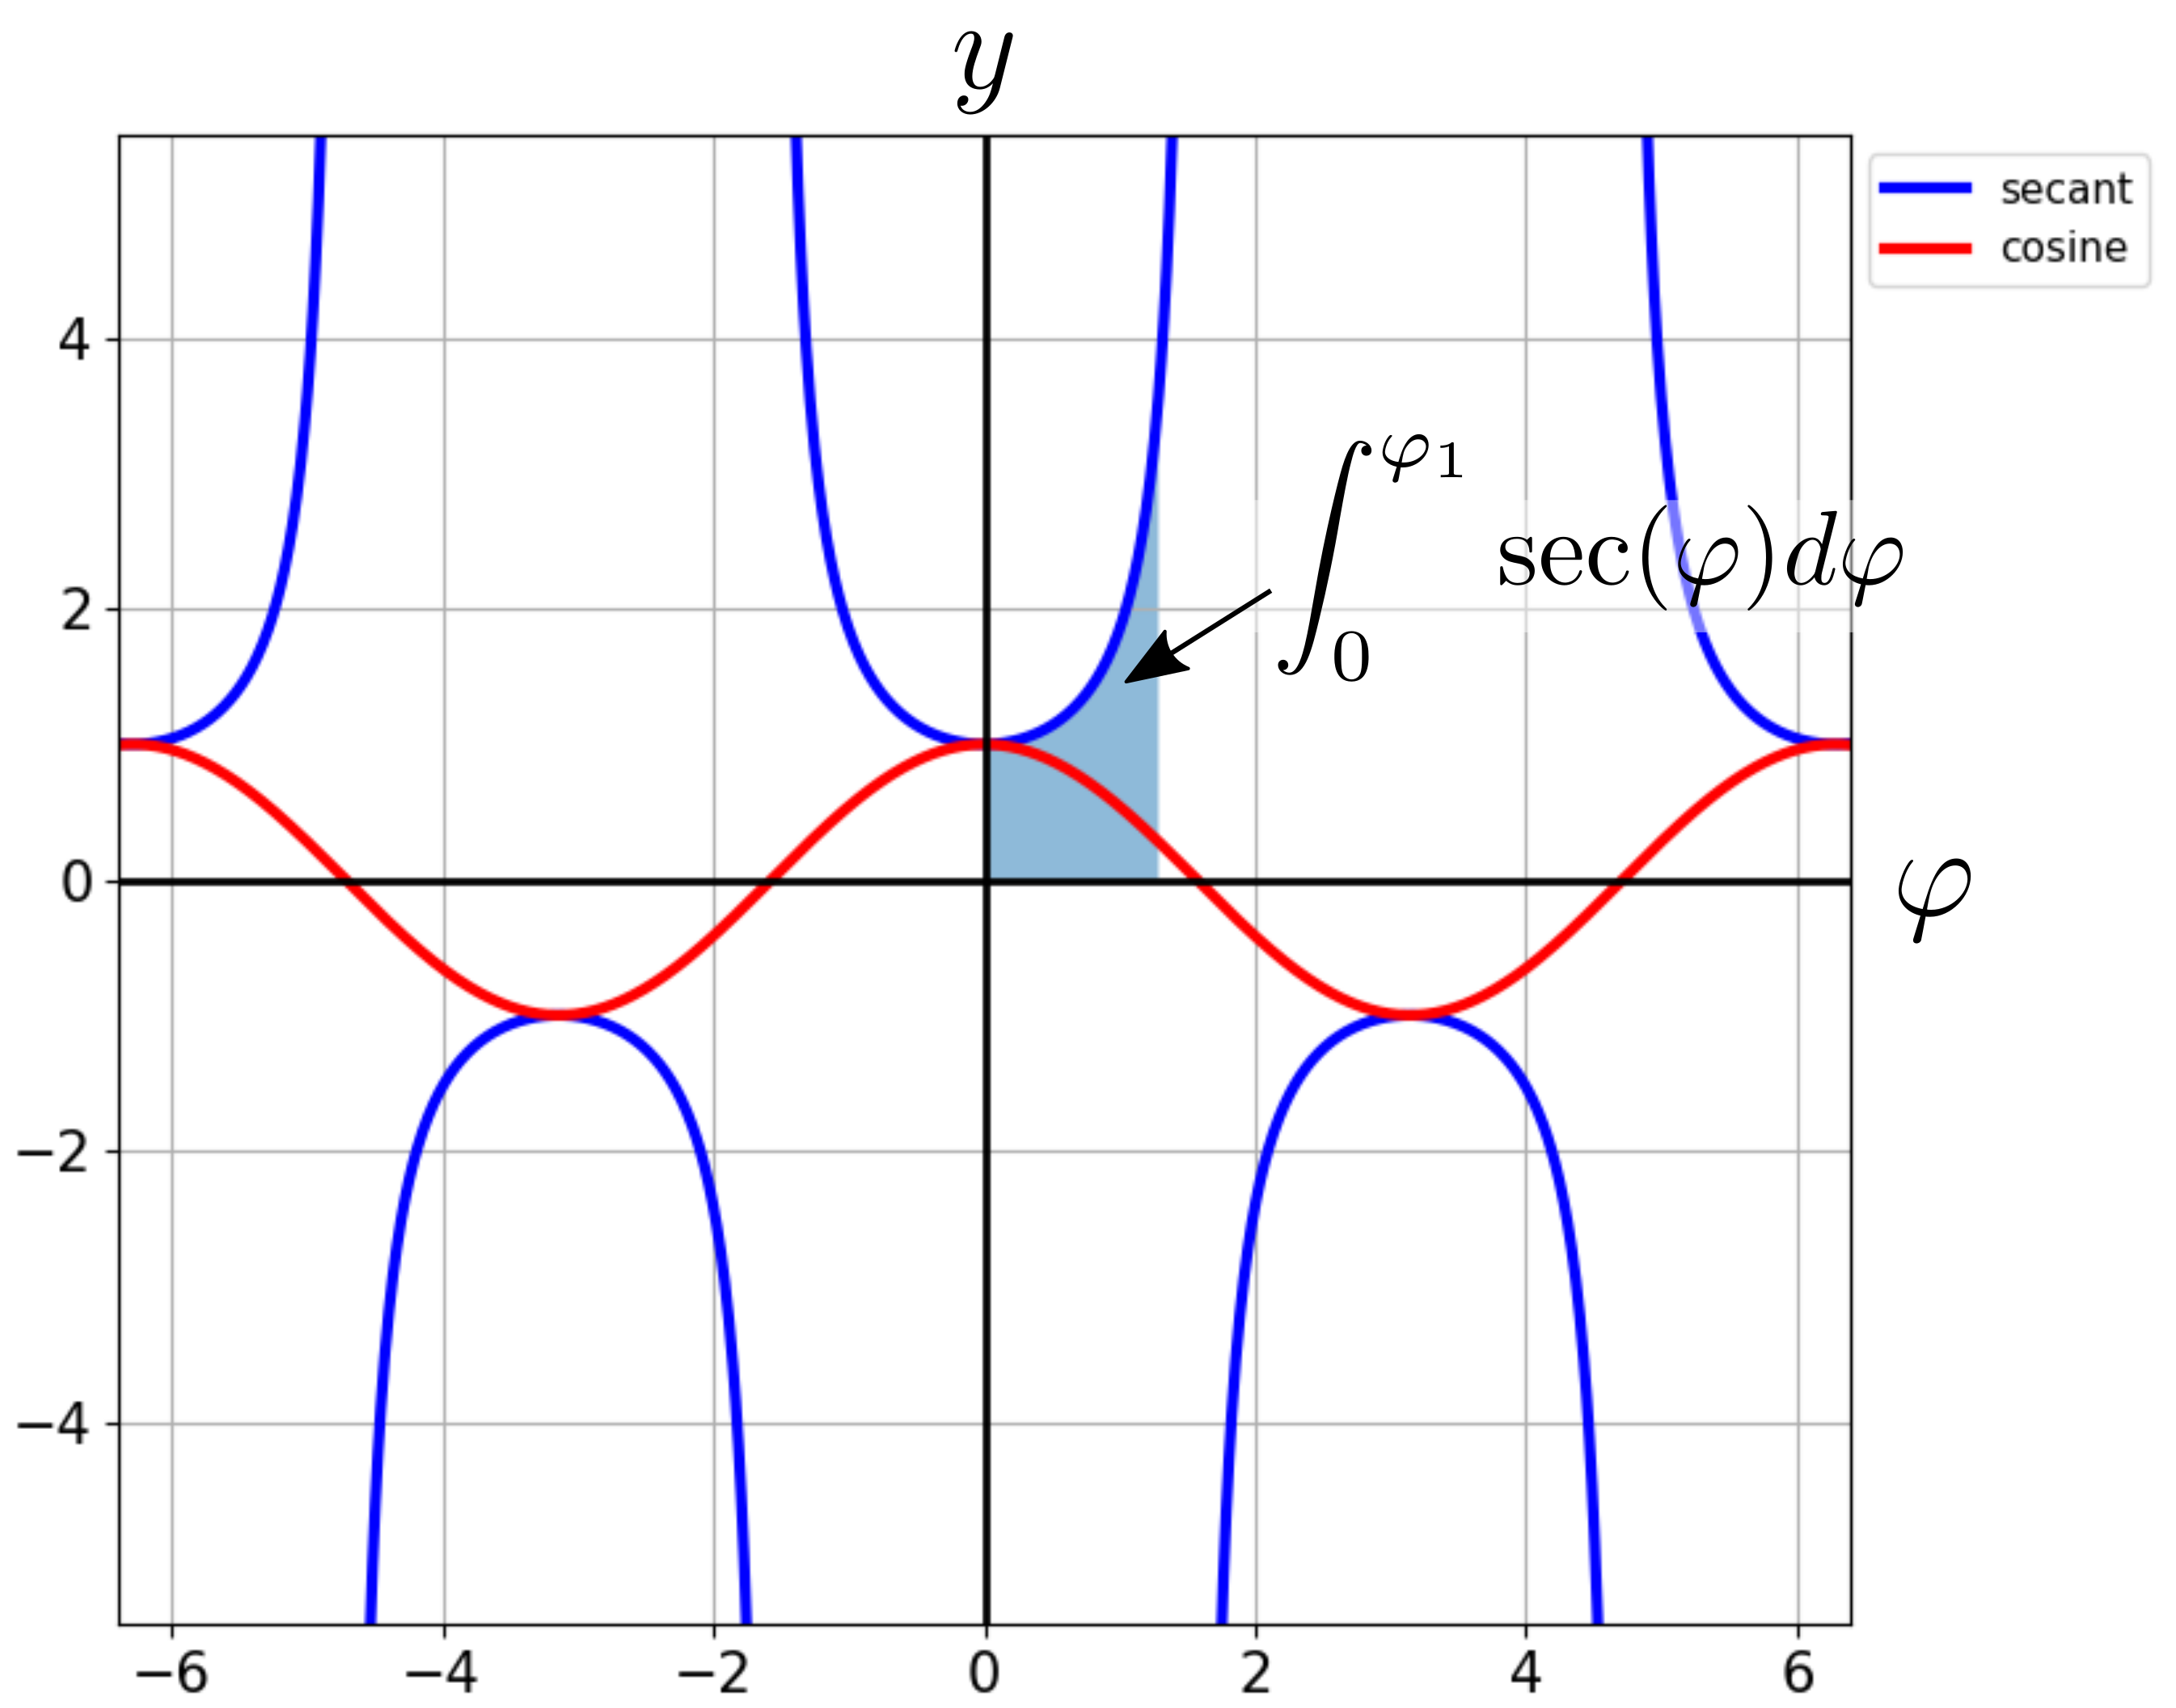 y
secant
cosine
4
∫₀^φ₁ sec(φ)dφ
2
0
φ
−2
−4
−6 −4 −2 0 2 4 6